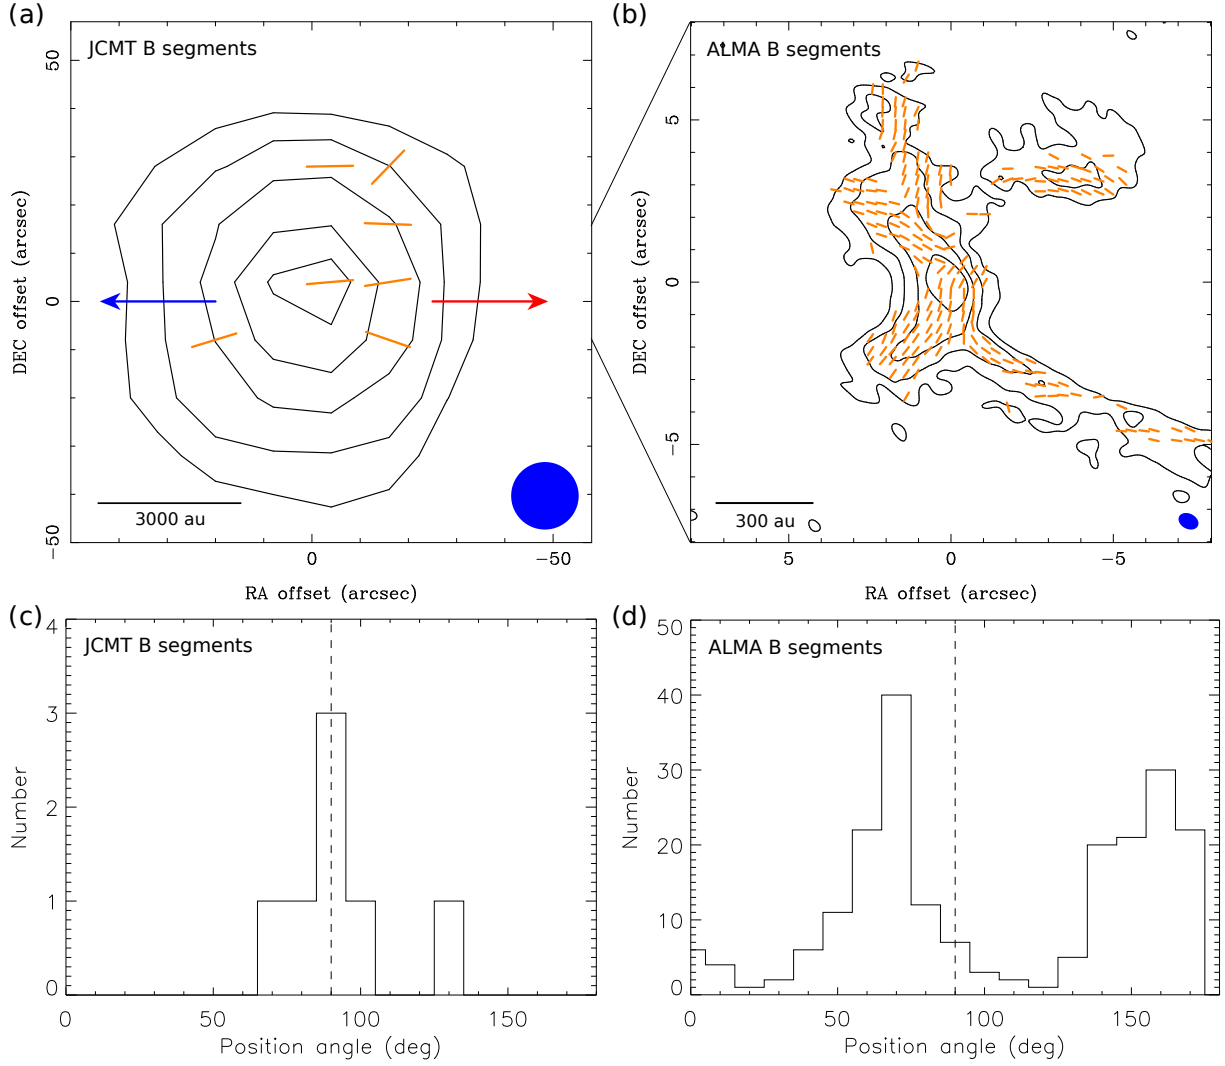 (a)
JCMT B segments
DEC offset (arcsec)
50
0
−50
3000 au
0
−50
RA offset (arcsec)
(b)
ALMA B segments
DEC offset (arcsec)
5
0
−5
300 au
5
0
−5
RA offset (arcsec)
(c)
JCMT B segments
Number
4
3
2
1
0
0
50
100
150
Position angle (deg)
(d)
ALMA B segments
Number
50
40
30
20
10
0
0
50
100
150
Position angle (deg)